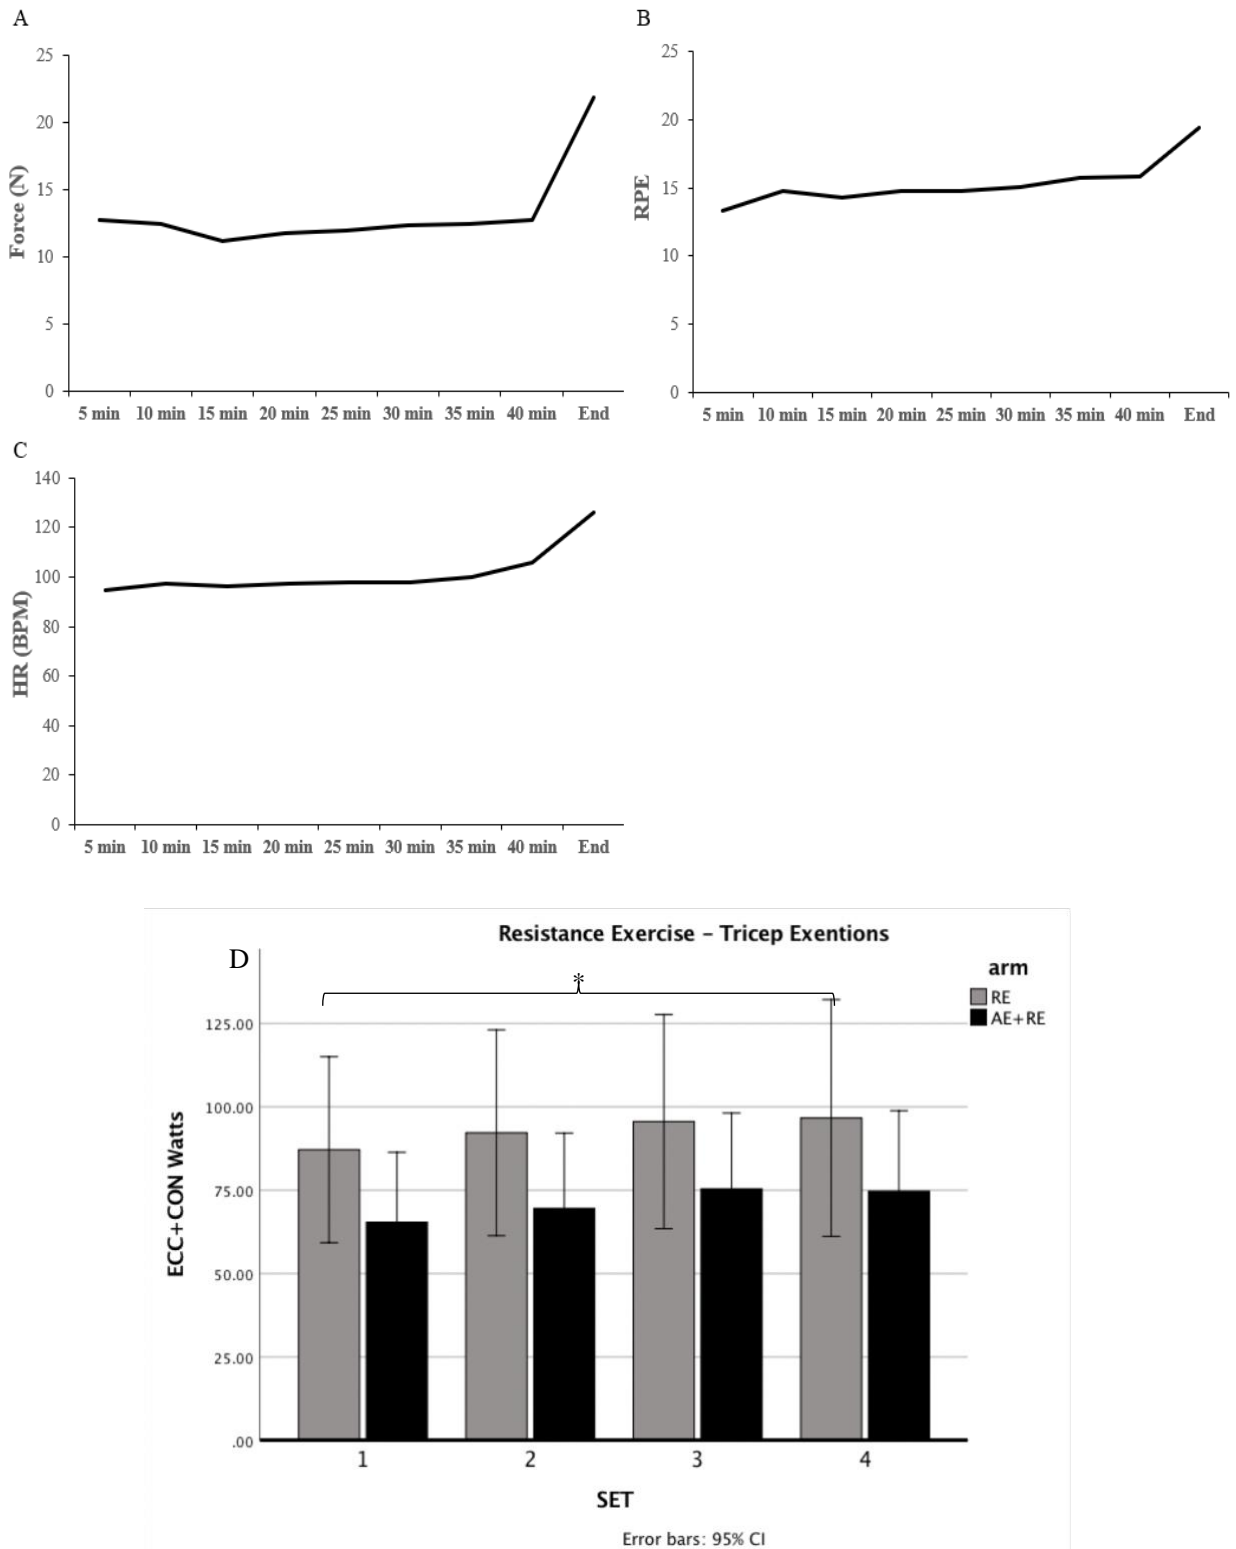 A
25
20
15
10
5
0
Force (N)
5 min 10 min 15 min 20 min 25 min 30 min 35 min 40 min End
B
25
20
15
10
5
0
RPE
5 min 10 min 15 min 20 min 25 min 30 min 35 min 40 min End
C
140
120
100
80
60
40
20
0
HR (BPM)
5 min 10 min 15 min 20 min 25 min 30 min 35 min 40 min End
Resistance Exercise – Tricep Exentions
D
*
arm
RE
AE+RE
125.00
100.00
75.00
50.00
25.00
.00
ECC+CON Watts
1 2 3 4
SET
Error bars: 95% CI